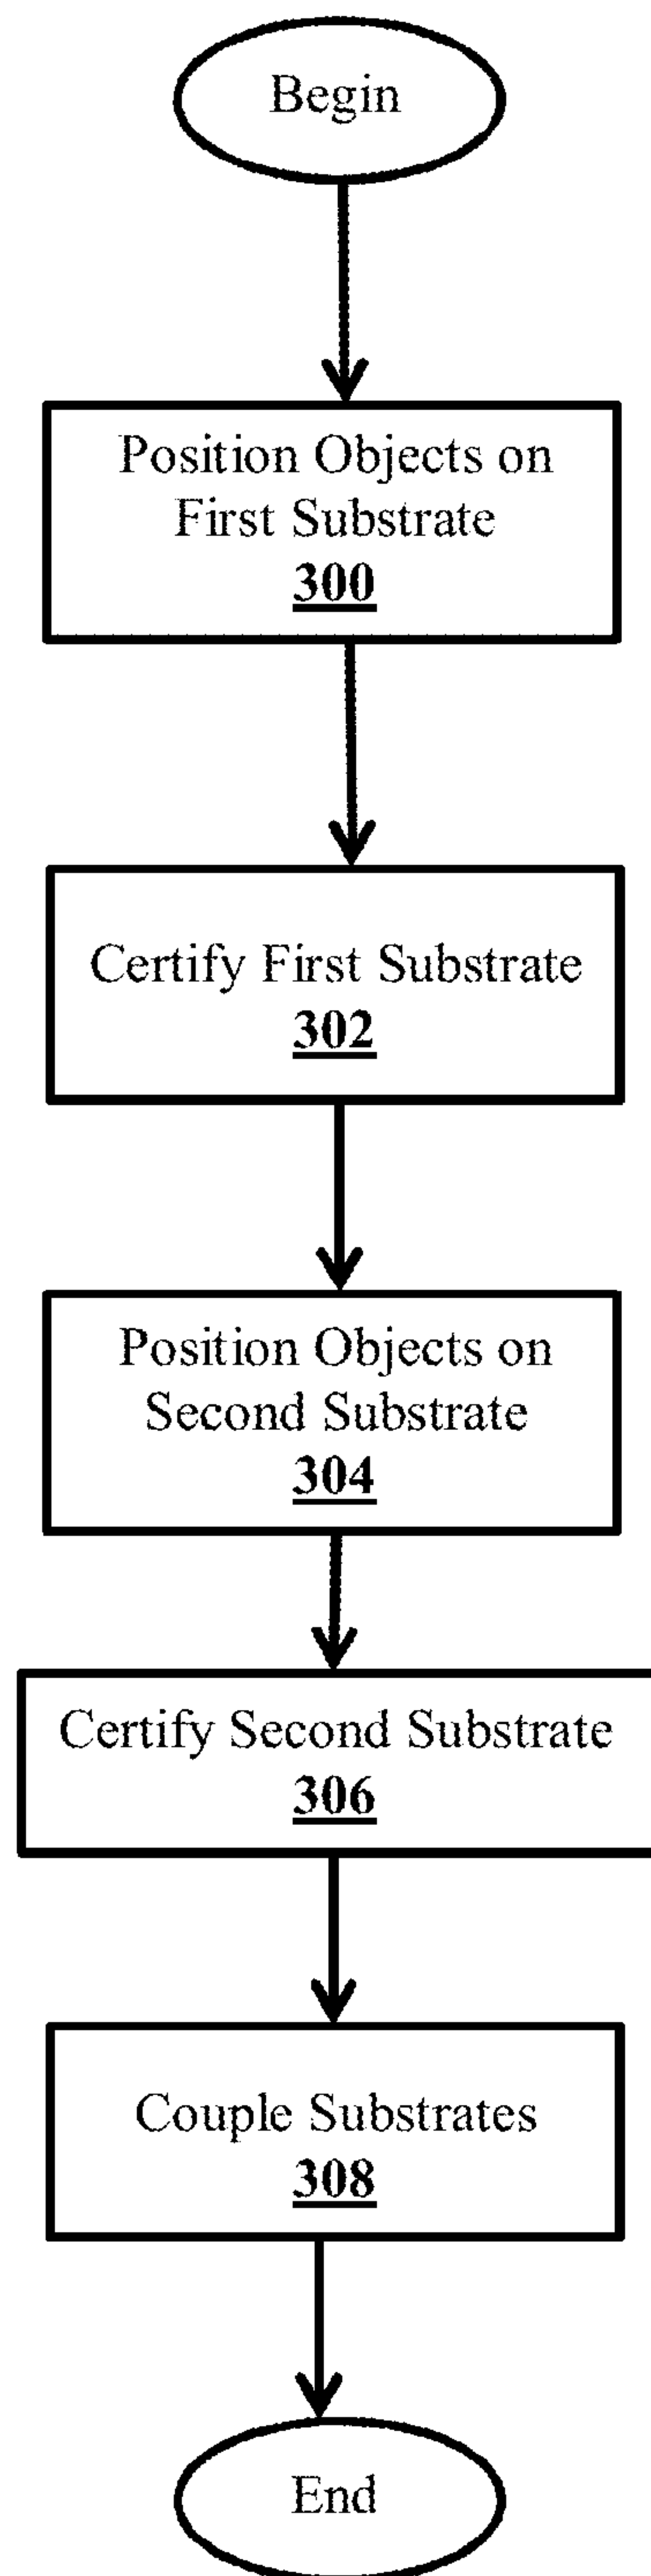 Begin
Position Objects on
First Substrate
300
Certify First Substrate
302
Position Objects on
Second Substrate
304
Certify Second Substrate
306
Couple Substrates
308
End